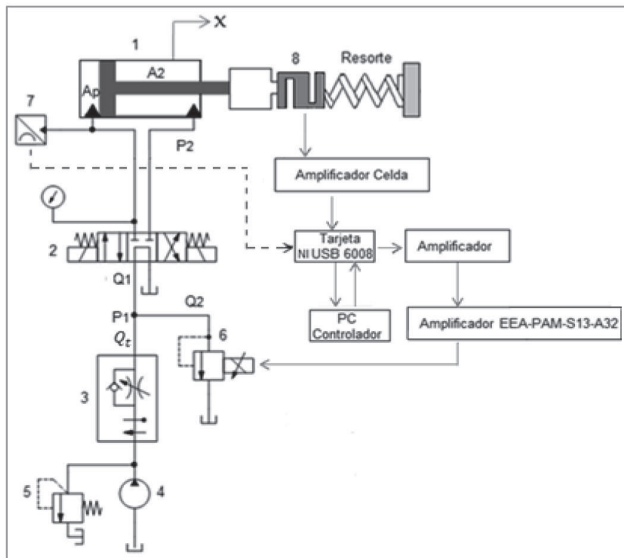 x
1
8
Resorte
A2
Ap
7
P2
Amplificador Celda
2
Tarjeta
NI USB 6008
Amplificador
Q1
Q2
P1
6
PC
Controlador
Amplificador EEA-PAM-S13-A32
Qt
3
5
4